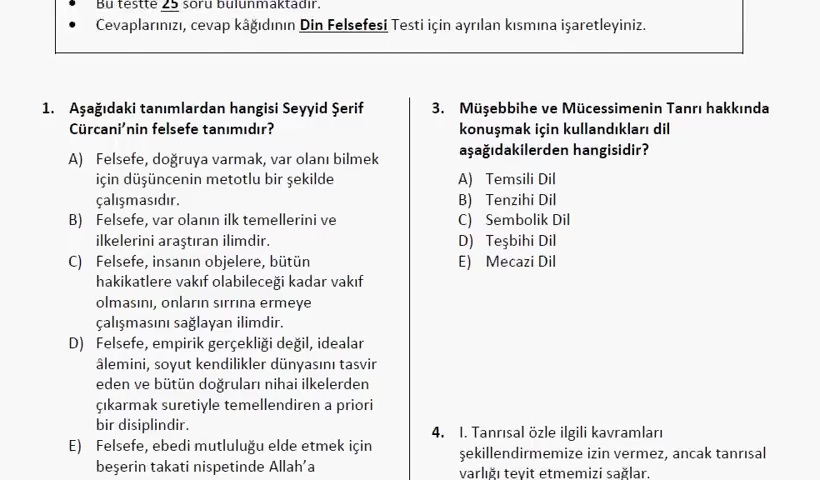 Bu testte 25 soru bulunmaktadır.
Cevaplarınızı, cevap kâğıdının Din Felsefesi Testi için ayrılan kısmına işaretleyiniz.
1. Aşağıdaki tanımlardan hangisi Seyyid Şerif
Cürcani’nin felsefe tanımıdır?
A) Felsefe, doğruya varmak, var olanı bilmek
için düşüncenin metotlu bir şekilde
çalışmasıdır.
B) Felsefe, var olanın ilk temellerini ve
ilkelerini araştıran ilimdir.
C) Felsefe, insanın objelere, bütün
hakikatlere vakıf olabileceği kadar vakıf
olmasını, onların sırrına ermeye
çalışmasını sağlayan ilimdir.
D) Felsefe, empirik gerçekliği değil, idealar
âlemini, soyut kendilikler dünyasını tasvir
eden ve bütün doğruları nihai ilkelerden
çıkarmak suretiyle temellendiren a priori
bir disiplindir.
E) Felsefe, ebedi mutluluğu elde etmek için
beşerin takati nispetinde Allah’a
3. Müşebbihe ve Mücessimenin Tanrı hakkında
konuşmak için kullandıkları dil
aşağıdakilerden hangisidir?
A) Temsili Dil
B) Tenzihi Dil
C) Sembolik Dil
D) Teşbihi Dil
E) Mecazi Dil
4. I. Tanrısal özle ilgili kavramları
şekillendirmemize izin vermez, ancak tanrısal
varlığı teyit etmemizi sağlar.